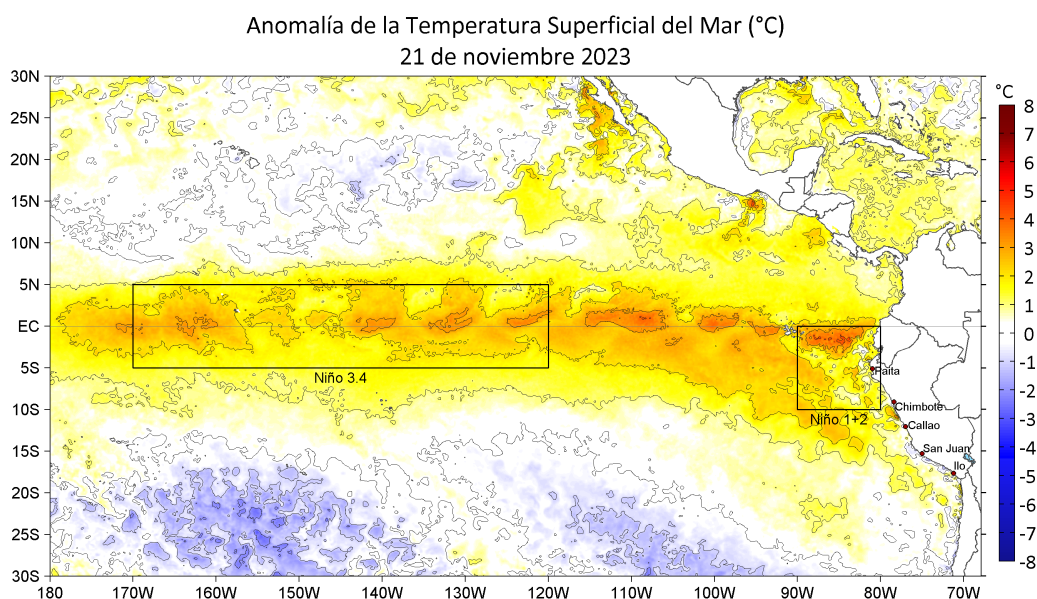 Anomalía de la Temperatura Superficial del Mar (°C)
21 de noviembre 2023
°C
30N
25N
20N
15N
10N
5N
EC
5S
10S
15S
20S
25S
30S
8
7
6
5
4
3
2
1
0
-1
-2
-3
-4
-5
-6
-7
-8
Niño 3.4
Niño 1+2
Paita
Chimbote
Callao
San Juan
Ilo
180 170W 160W 150W 140W 130W 120W 110W 100W 90W 80W 70W